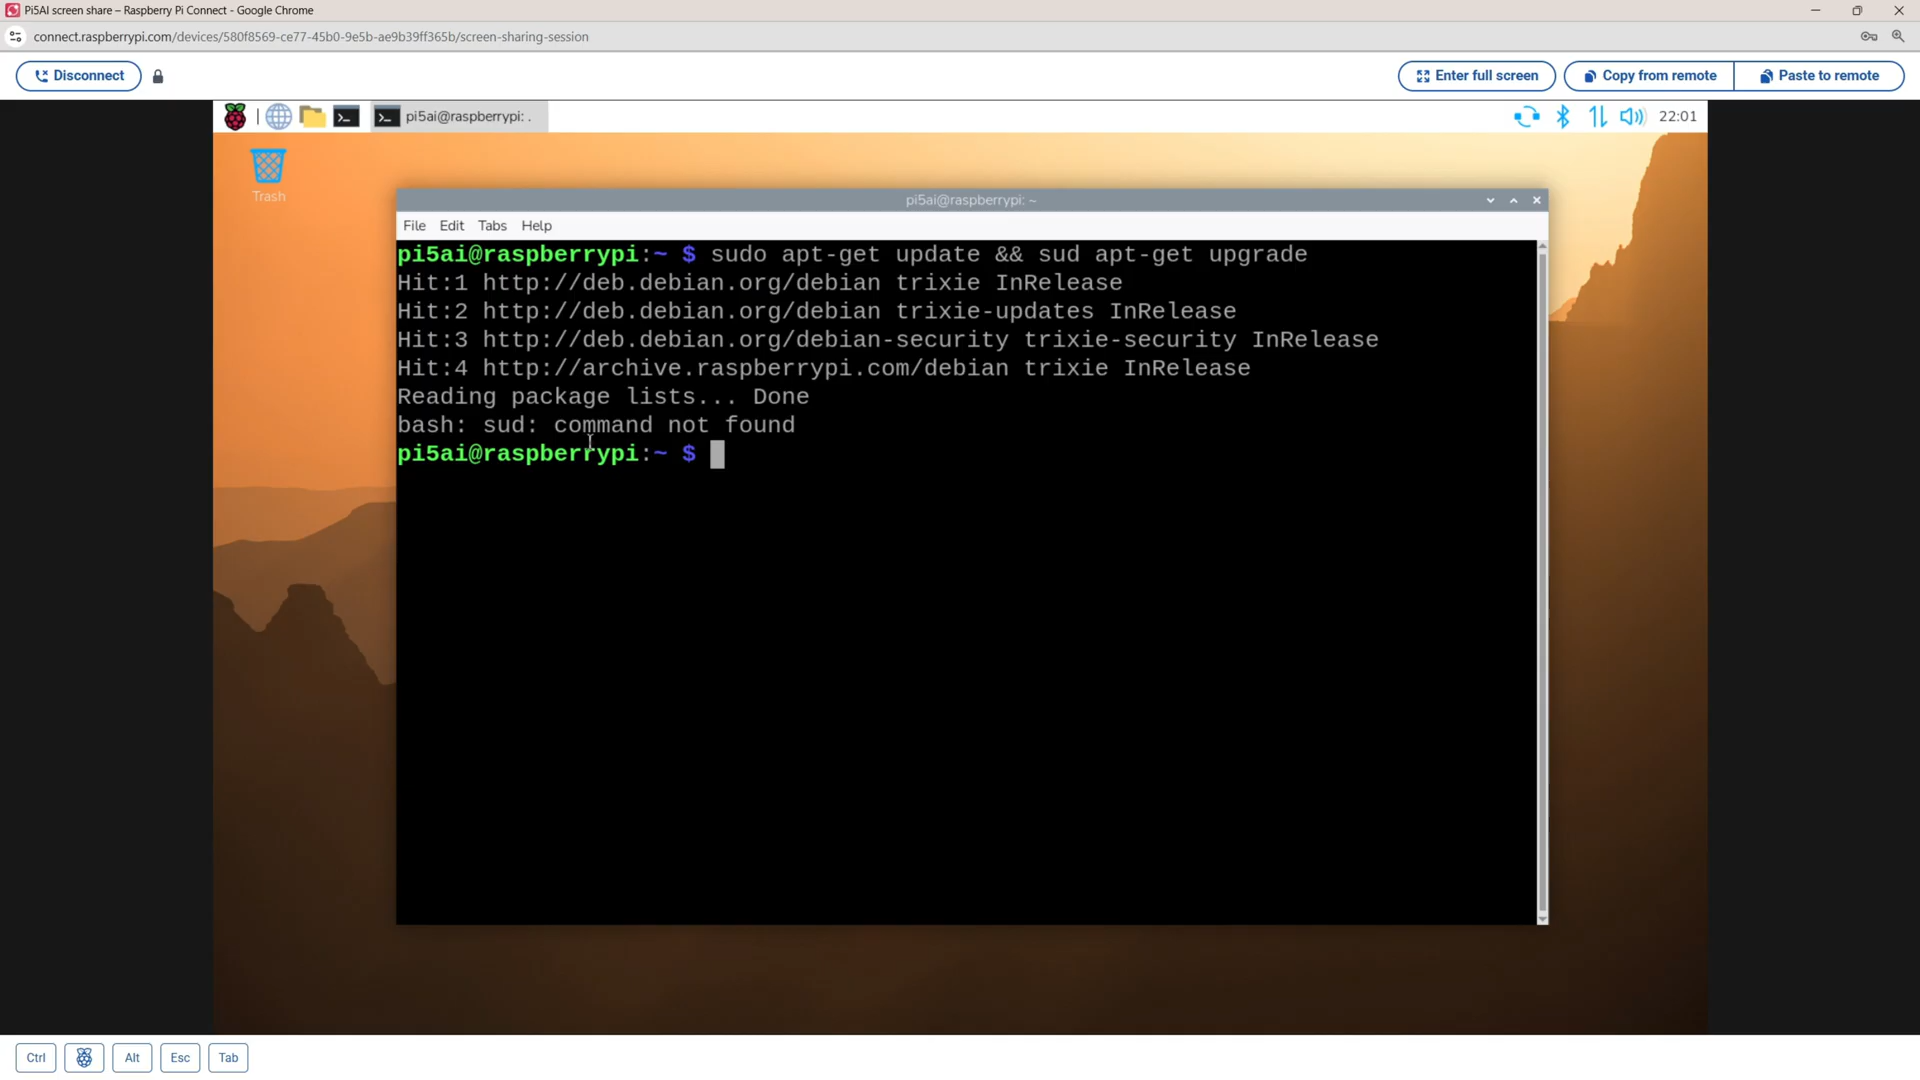 Pi5AI screen share – Raspberry Pi Connect - Google Chrome
connect.raspberrypi.com/devices/580f8569-ce77-45b0-9e5b-ae9b39ff365b/screen-sharing-session
Disconnect
Enter full screen
Copy from remote
Paste to remote
pi5ai@raspberrypi: .
22:01
Trash
pi5ai@raspberrypi: ~
File Edit Tabs Help
pi5ai@raspberrypi:~ $ sudo apt-get update && sud apt-get upgrade
Hit:1 http://deb.debian.org/debian trixie InRelease
Hit:2 http://deb.debian.org/debian trixie-updates InRelease
Hit:3 http://deb.debian.org/debian-security trixie-security InRelease
Hit:4 http://archive.raspberrypi.com/debian trixie InRelease
Reading package lists... Done
bash: sud: command not found
pi5ai@raspberrypi:~ $
Ctrl
Alt
Esc
Tab